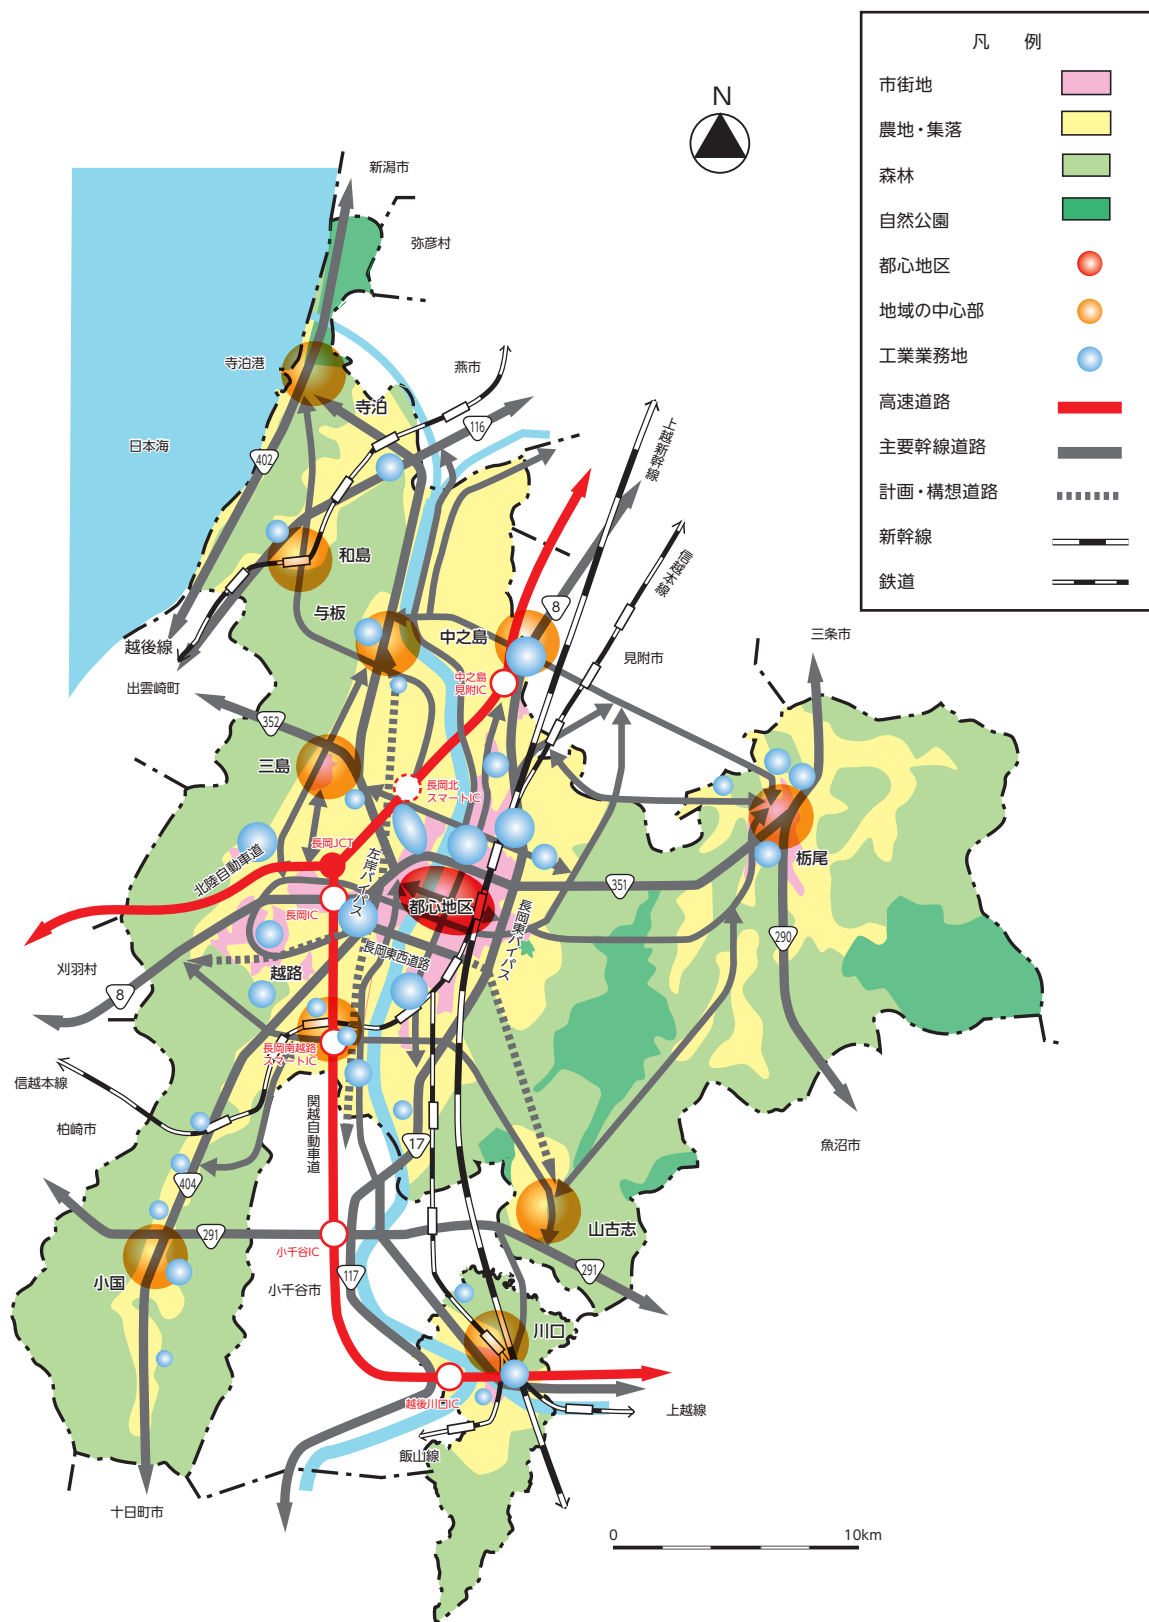 凡 例
市街地
農地・集落
森林
自然公園
都心地区
地域の中心部
工業業務地
高速道路
主要幹線道路
計画・構想道路
新幹線
鉄道
N
新潟市
弥彦村
寺泊港
燕市
寺泊
116
日本海
402
上越新幹線
信越本線
和島
8
与板
中之島
三条市
越後線
見附市
出雲崎町
中之島
見附IC
352
三島
長岡北
スマートIC
長岡JCT
北陸自動車道
左岸バイパス
栃尾
351
都心地区
長岡IC
長岡東バイパス
290
長岡東西道路
刈羽村
越路
8
長岡南越路
スマートIC
信越本線
関越自動車道
柏崎市
17
魚沼市
404
291
山古志
小千谷IC
291
小国
小千谷市
117
川口
越後川口IC
上越線
飯山線
十日町市
0
10km